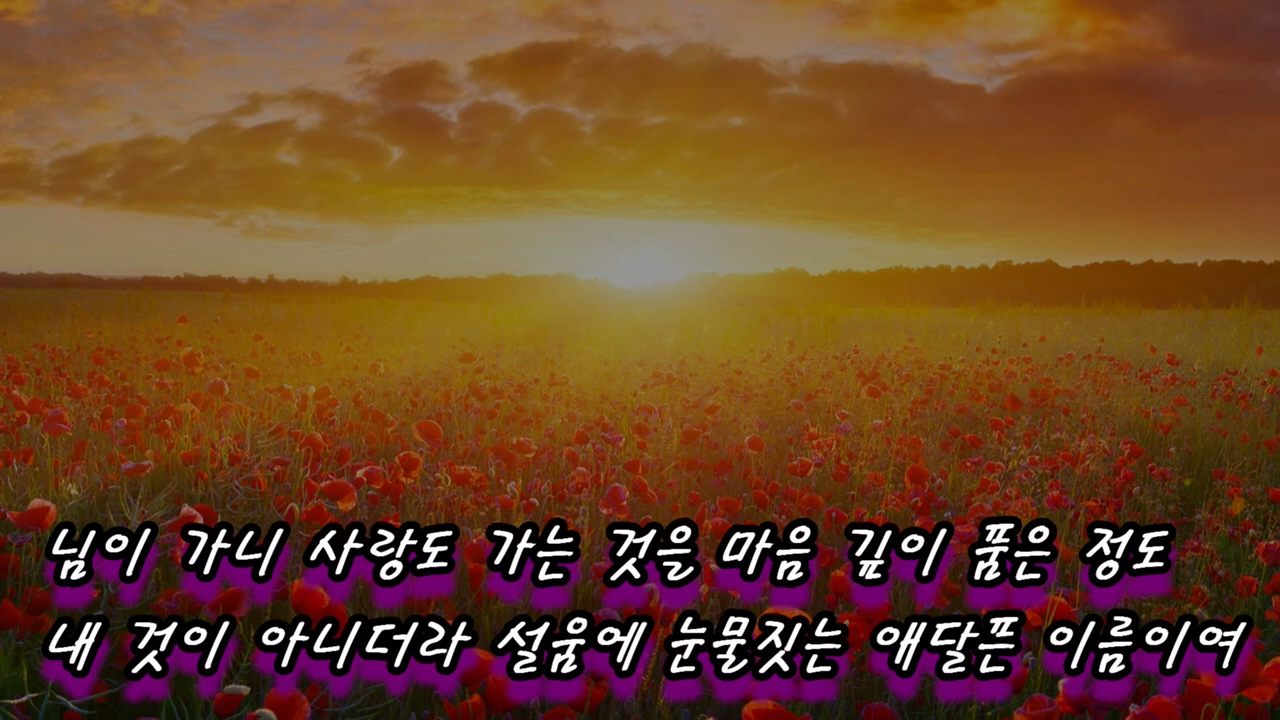 님이 가니 사랑도 가는 것을 마음 깊이 품은 정도
내 것이 아니더라 설움에 눈물짓는 애달픈 이름이여